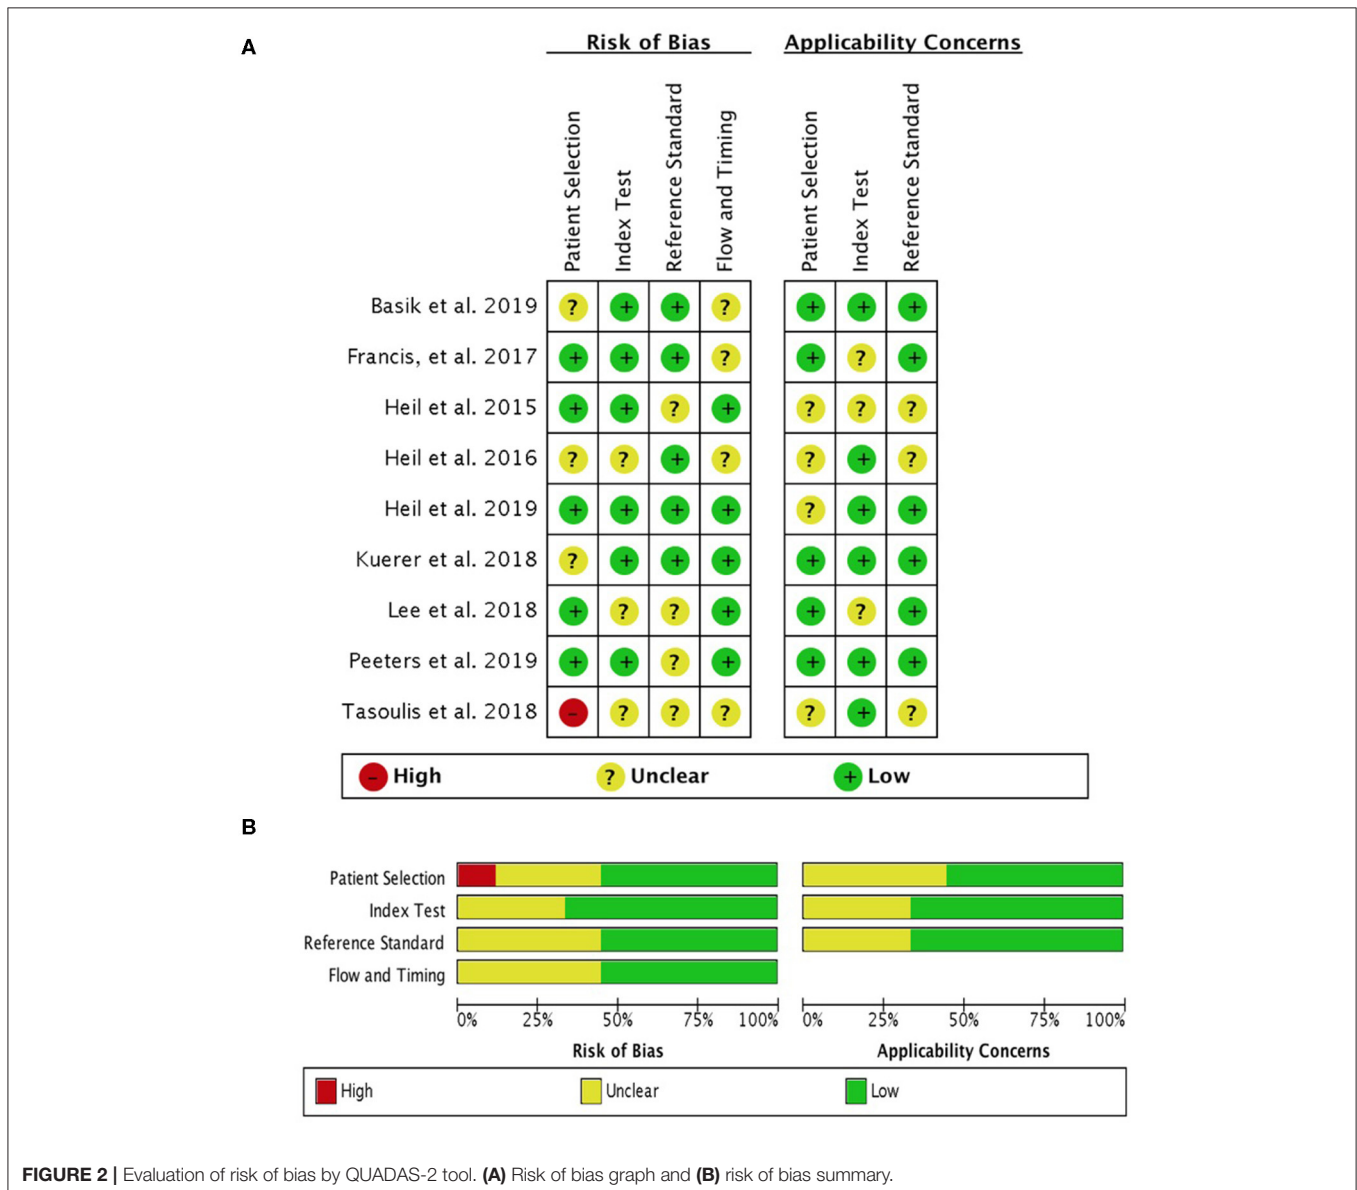 A
Risk of Bias
Applicability Concerns
Patient Selection
Index Test
Reference Standard
Flow and Timing
Patient Selection
Index Test
Reference Standard
Basik et al. 2019 ? + + ? + + +
Francis, et al. 2017 + + + ? + ? +
Heil et al. 2015 + + ? + ? ? ?
Heil et al. 2016 ? ? + ? ? + ?
Heil et al. 2019 + + + + ? + +
Kuerer et al. 2018 ? + + + + + +
Lee et al. 2018 + ? ? + + ? +
Peeters et al. 2019 + + ? + + + +
Tasoulis et al. 2018 – ? ? ? ? + ?
– High ? Unclear + Low
B
Patient Selection
Index Test
Reference Standard
Flow and Timing
0% 25% 50% 75% 100% 0% 25% 50% 75% 100%
Risk of Bias Applicability Concerns
High Unclear Low
FIGURE 2 | Evaluation of risk of bias by QUADAS-2 tool. (A) Risk of bias graph and (B) risk of bias summary.